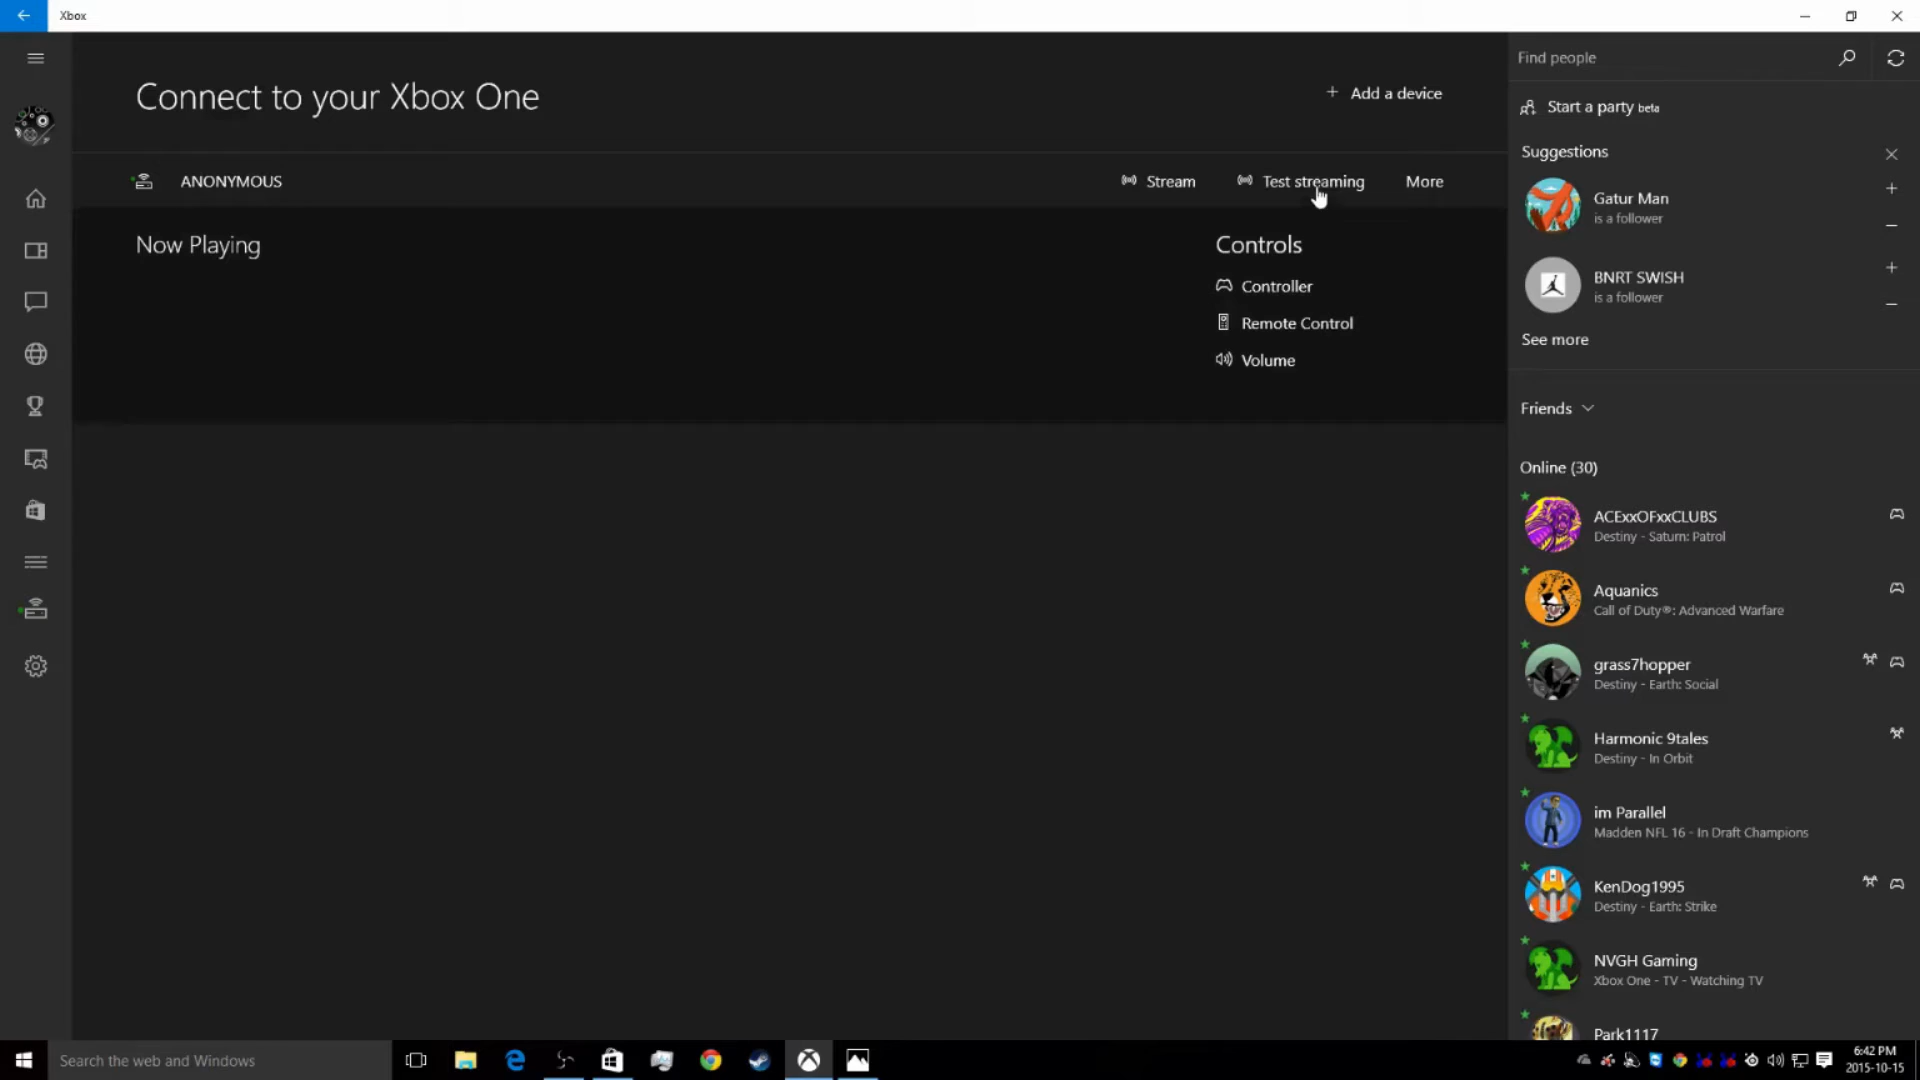 Xbox
Connect to your Xbox One
Add a device
ANONYMOUS
Stream
Test streaming
More
Now Playing
Controls
Controller
Remote Control
Volume
Find people
Start a party beta
Suggestions
Gatur Man
is a follower
BNRT SWISH
is a follower
See more
Friends
Online (30)
ACExxOFxxCLUBS
Destiny - Saturn: Patrol
Aquanics
Call of Duty®: Advanced Warfare
grass7hopper
Destiny - Earth: Social
Harmonic 9tales
Destiny - In Orbit
im Parallel
Madden NFL 16 - In Draft Champions
KenDog1995
Destiny - Earth: Strike
NVGH Gaming
Xbox One - TV - Watching TV
Park1117
Search the web and Windows
6:42 PM
2015-10-15